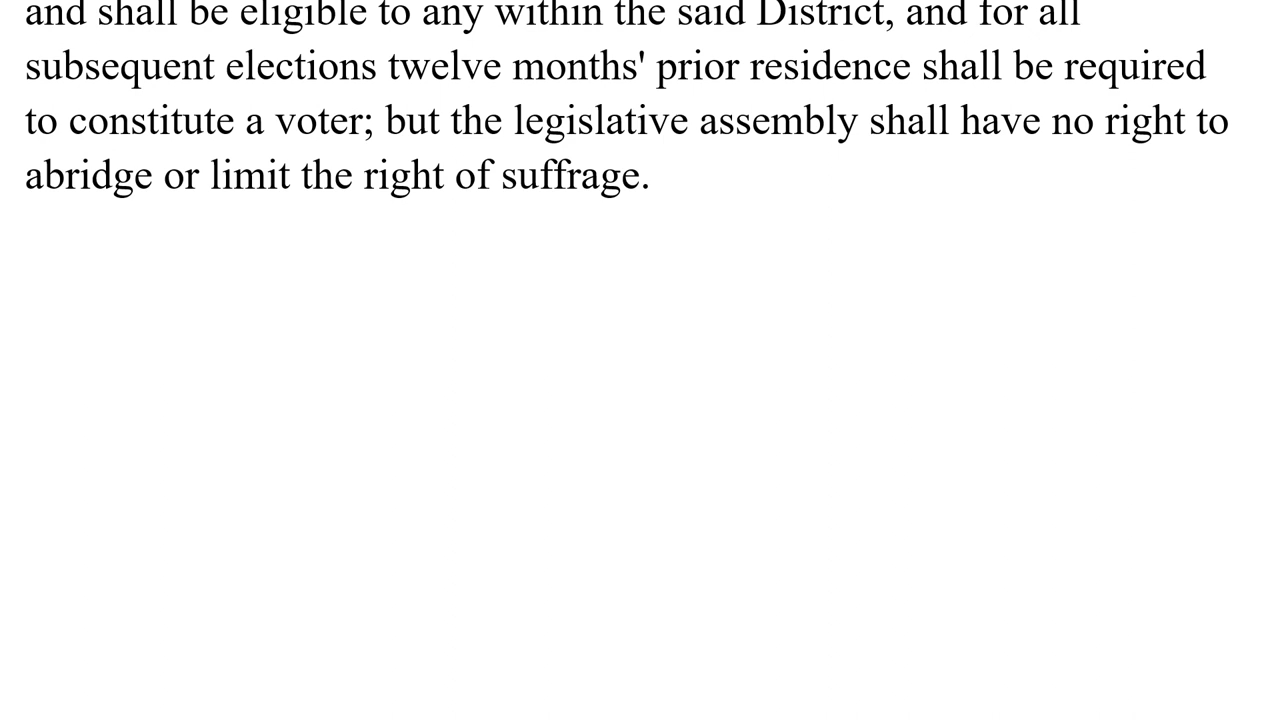 and shall be eligible to any within the said District, and for all
subsequent elections twelve months' prior residence shall be required
to constitute a voter; but the legislative assembly shall have no right to
abridge or limit the right of suffrage.